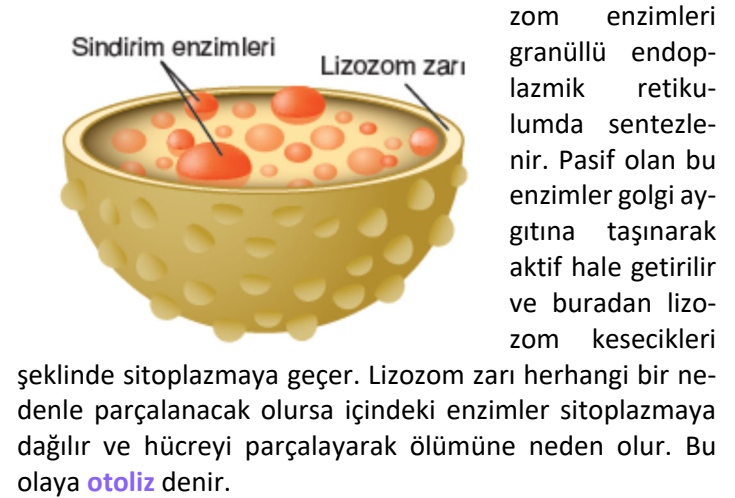 Sindirim enzimleri
Lizozom zarı
zom enzimleri
granüllü endop-
lazmik retiku-
lumda sentezle-
nir. Pasif olan bu
enzimler golgi ay-
gıtına taşınarak
aktif hale getirilir
ve buradan lizo-
zom kesecikleri
şeklinde sitoplazmaya geçer. Lizozom zarı herhangi bir ne-
denle parçalanacak olursa içindeki enzimler sitoplazmaya
dağılır ve hücreyi parçalayarak ölümüne neden olur. Bu
olaya otoliz denir.